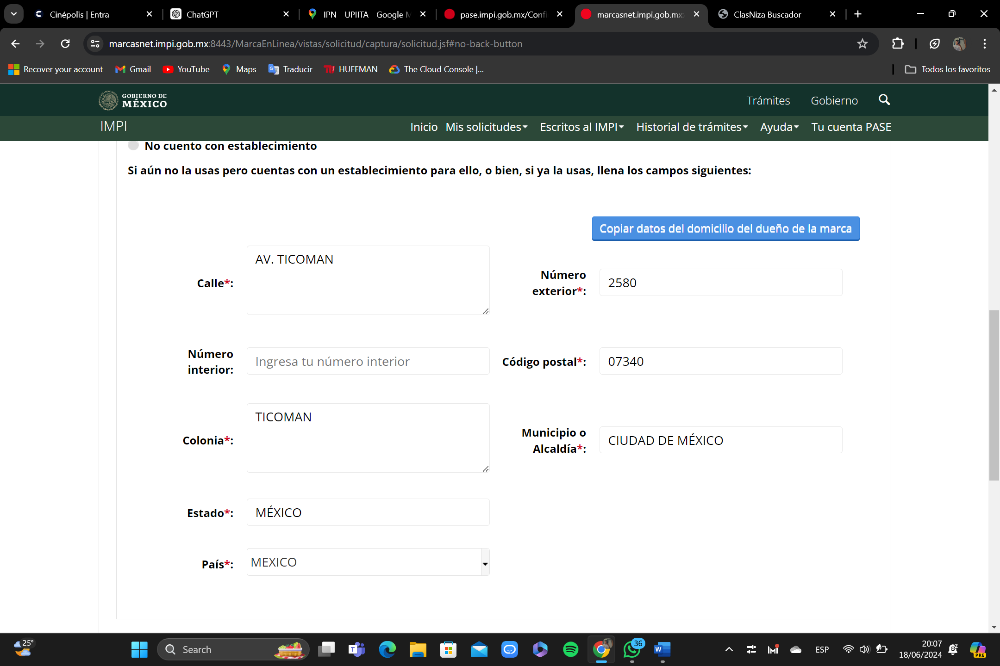 Cinépolis | Entra
ChatGPT
IPN - UPIITA - Google M
pase.impi.gob.mx/Confi
marcasnet.impi.gob.mx:
ClasNiza Buscador
marcasnet.impi.gob.mx:8443/MarcaEnLinea/vistas/solicitud/captura/solicitud.jsf#no-back-button
Recover your account
Gmail
YouTube
Maps
Traducir
HUFFMAN
The Cloud Console |...
Todos los favoritos
GOBIERNO DE
MÉXICO
Trámites
Gobierno
IMPI
Inicio
Mis solicitudes
Escritos al IMPI
Historial de trámites
Ayuda
Tu cuenta PASE
No cuento con establecimiento
Si aún no la usas pero cuentas con un establecimiento para ello, o bien, si ya la usas, llena los campos siguientes:
Copiar datos del domicilio del dueño de la marca
Calle*:
AV. TICOMAN
Número
exterior*:
2580
Número
interior:
Ingresa tu número interior
Código postal*:
07340
Colonia*:
TICOMAN
Municipio o
Alcaldía*:
CIUDAD DE MÉXICO
Estado*:
MÉXICO
País*:
MEXICO
25°
Search
36
ESP
20:07
18/06/2024
PRE